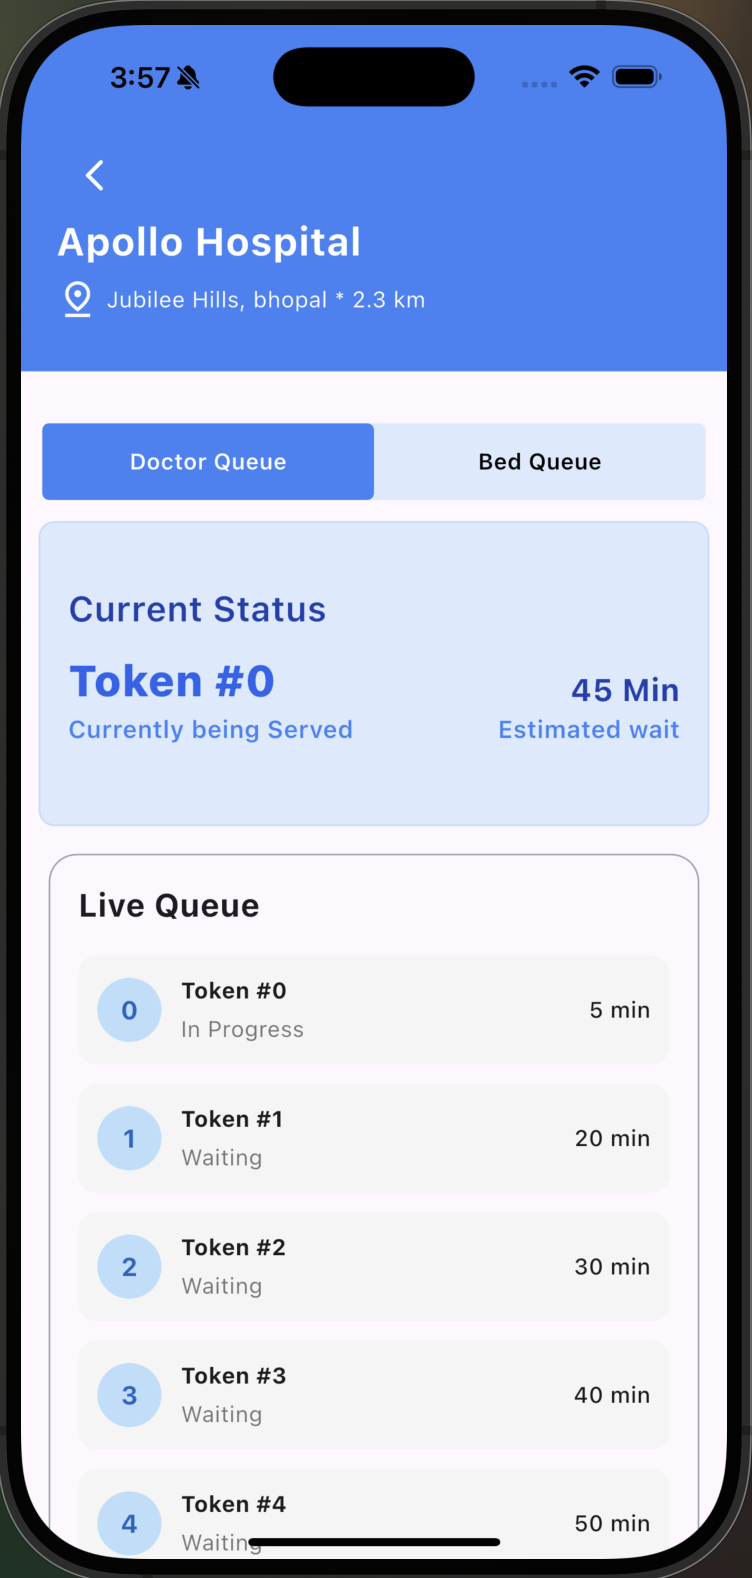 3:57
Apollo Hospital
Jubilee Hills, bhopal * 2.3 km
Doctor Queue
Bed Queue
Current Status
Token #0
45 Min
Currently being Served
Estimated wait
Live Queue
0
Token #0
In Progress
5 min
1
Token #1
Waiting
20 min
2
Token #2
Waiting
30 min
3
Token #3
Waiting
40 min
4
Token #4
Waiting
50 min